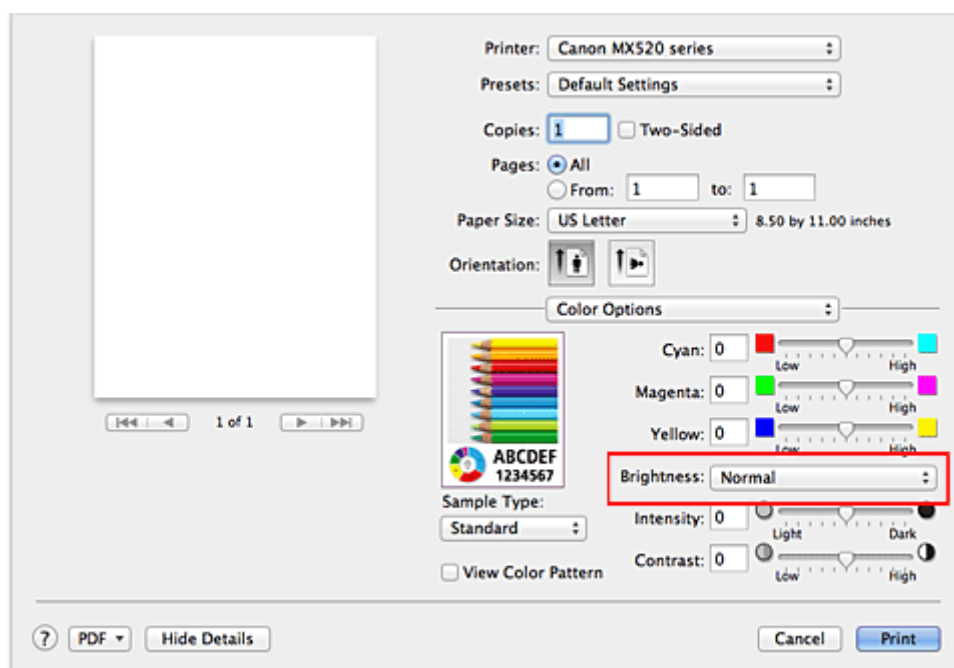 Printer: Canon MX520 series
Presets: Default Settings
Copies: 1 Two-Sided
Pages: All
From: 1 to: 1
Paper Size: US Letter 8.50 by 11.00 inches
Orientation:
Color Options
Cyan: 0
Low High
Magenta: 0
Low High
Yellow: 0
Low High
1 of 1
ABCDEF
1234567
Brightness: Normal
Sample Type:
Standard
Intensity: 0
Light Dark
View Color Pattern
Contrast: 0
Low High
? PDF Hide Details Cancel Print